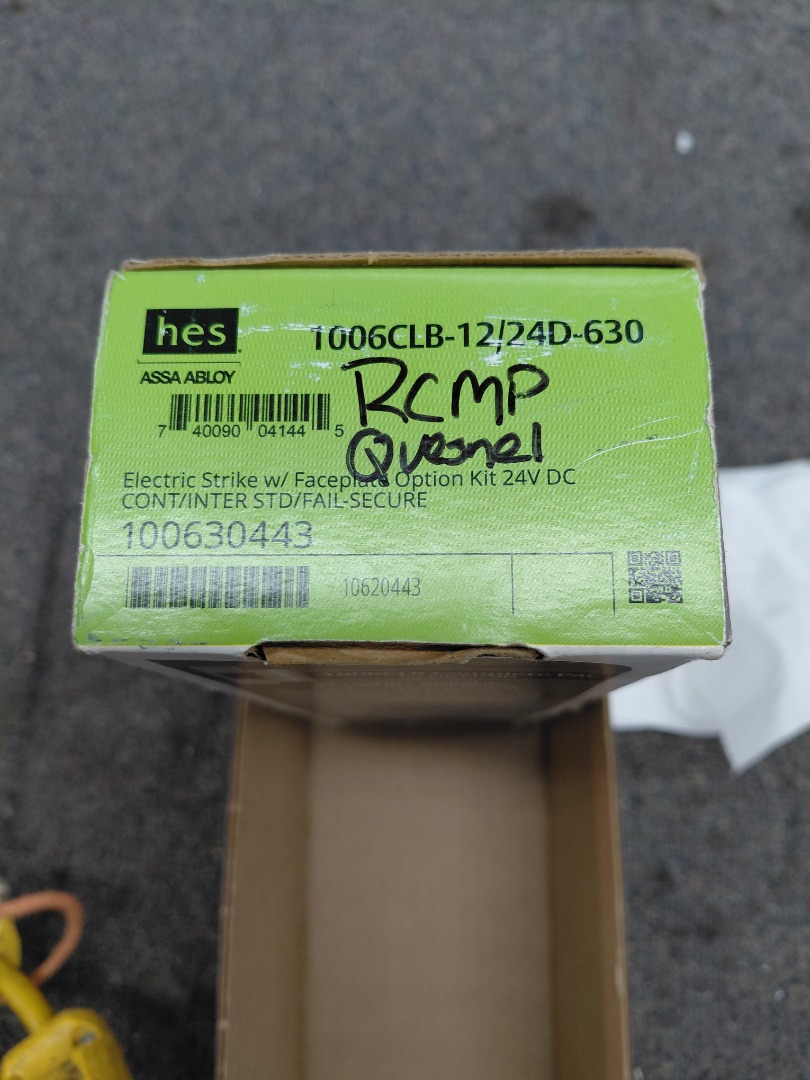 hes
1006CLB-12/24D-630
ASSA ABLOY
RCMP
Quesnel
7 40090 04144 5
Electric Strike w/ Faceplate Option Kit 24V DC
CONT/INTER STD/FAIL-SECURE
100630443
10620443